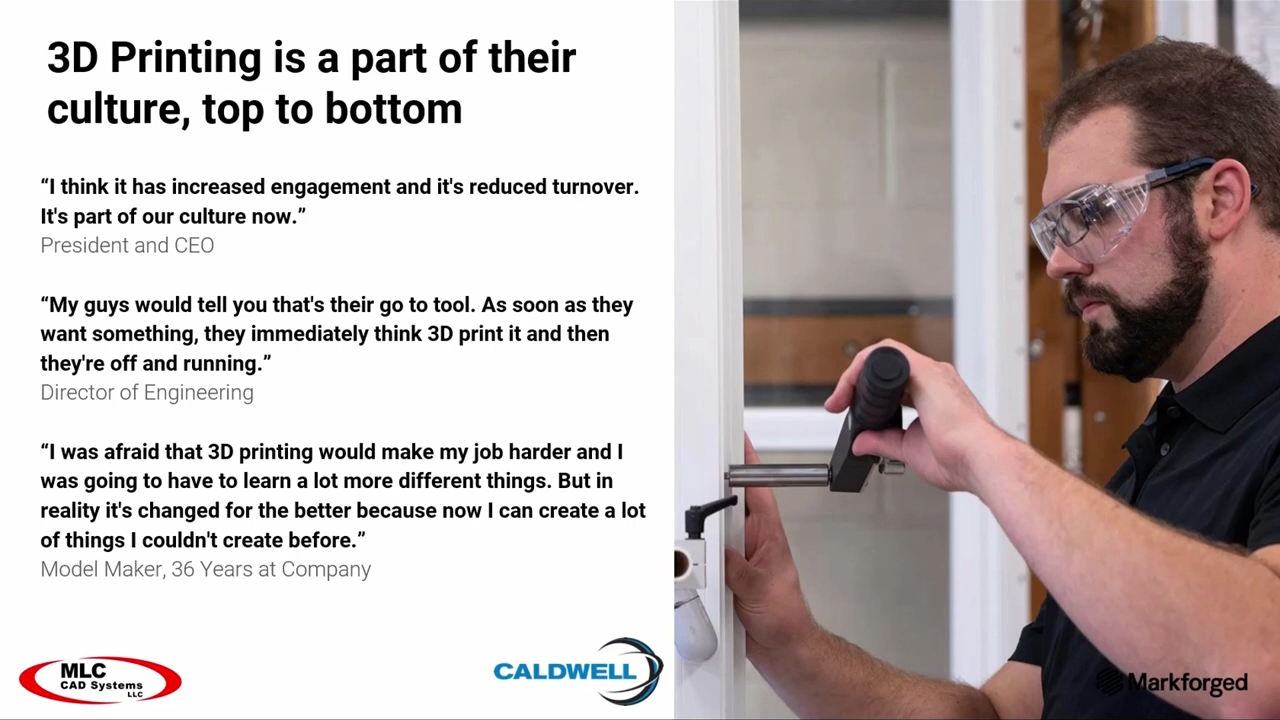 3D Printing is a part of their
culture, top to bottom
“I think it has increased engagement and it's reduced turnover.
It's part of our culture now.”
President and CEO
“My guys would tell you that's their go to tool. As soon as they
want something, they immediately think 3D print it and then
they're off and running.”
Director of Engineering
“I was afraid that 3D printing would make my job harder and I
was going to have to learn a lot more different things. But in
reality it's changed for the better because now I can create a lot
of things I couldn't create before.”
Model Maker, 36 Years at Company
MLC
CAD Systems
LLC
CALDWELL
Markforged